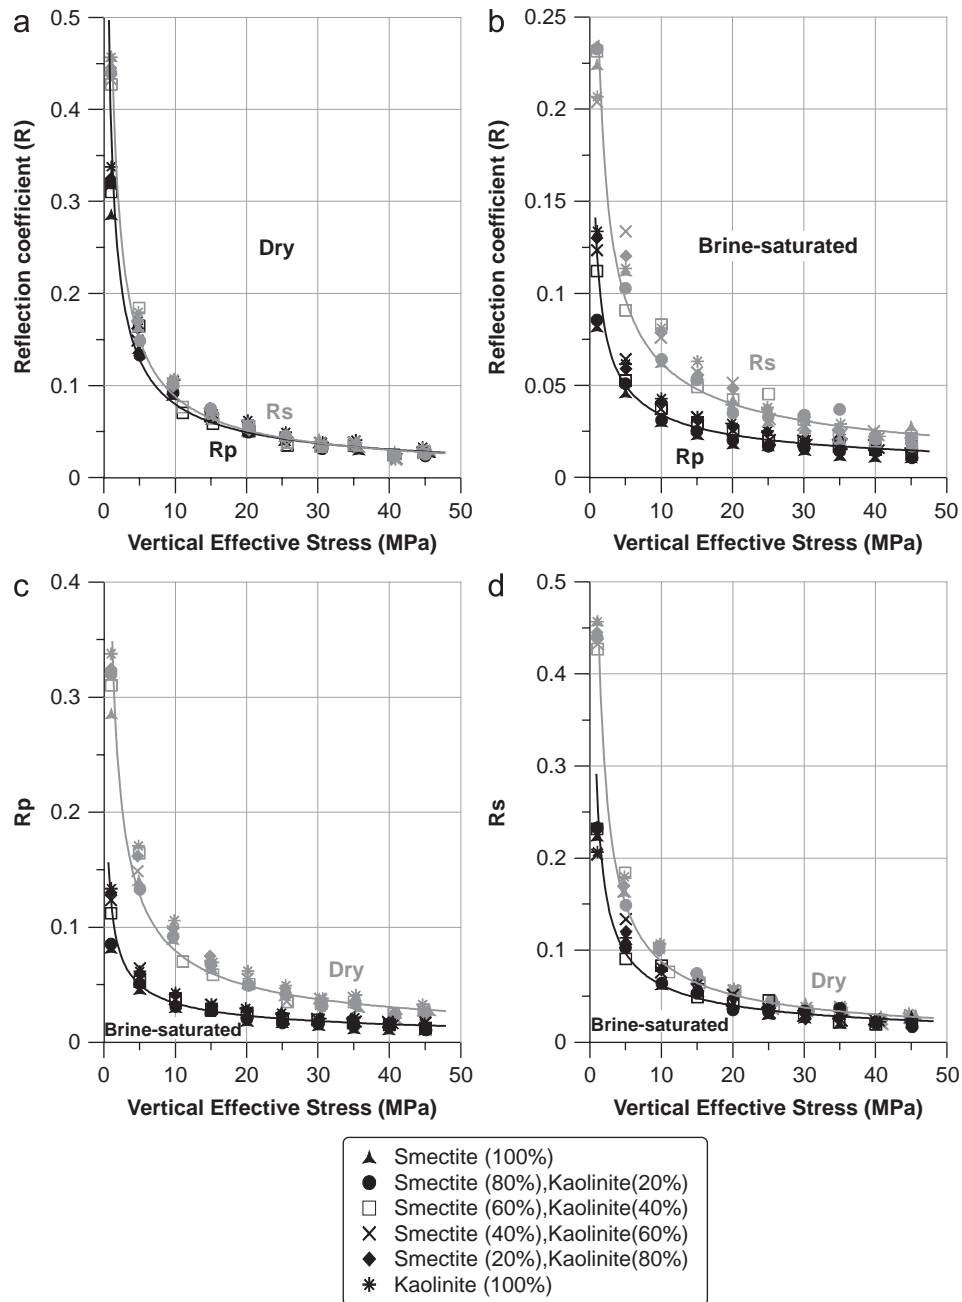 a
Reflection coefficient (R)
0.5
0.4
0.3
0.2
0.1
0
Dry
Rs
Rp
0 10 20 30 40 50
Vertical Effective Stress (MPa)
b
Reflection coefficient (R)
0.25
0.2
0.15
0.1
0.05
0
Brine-saturated
Rs
Rp
0 10 20 30 40 50
Vertical Effective Stress (MPa)
c
Rp
0.4
0.3
0.2
0.1
0
Dry
Brine-saturated
0 10 20 30 40 50
Vertical Effective Stress (MPa)
d
Rs
0.5
0.4
0.3
0.2
0.1
0
Dry
Brine-saturated
0 10 20 30 40 50
Vertical Effective Stress (MPa)
Smectite (100%)
Smectite (80%),Kaolinite(20%)
Smectite (60%),Kaolinite(40%)
Smectite (40%),Kaolinite(60%)
Smectite (20%),Kaolinite(80%)
Kaolinite (100%)